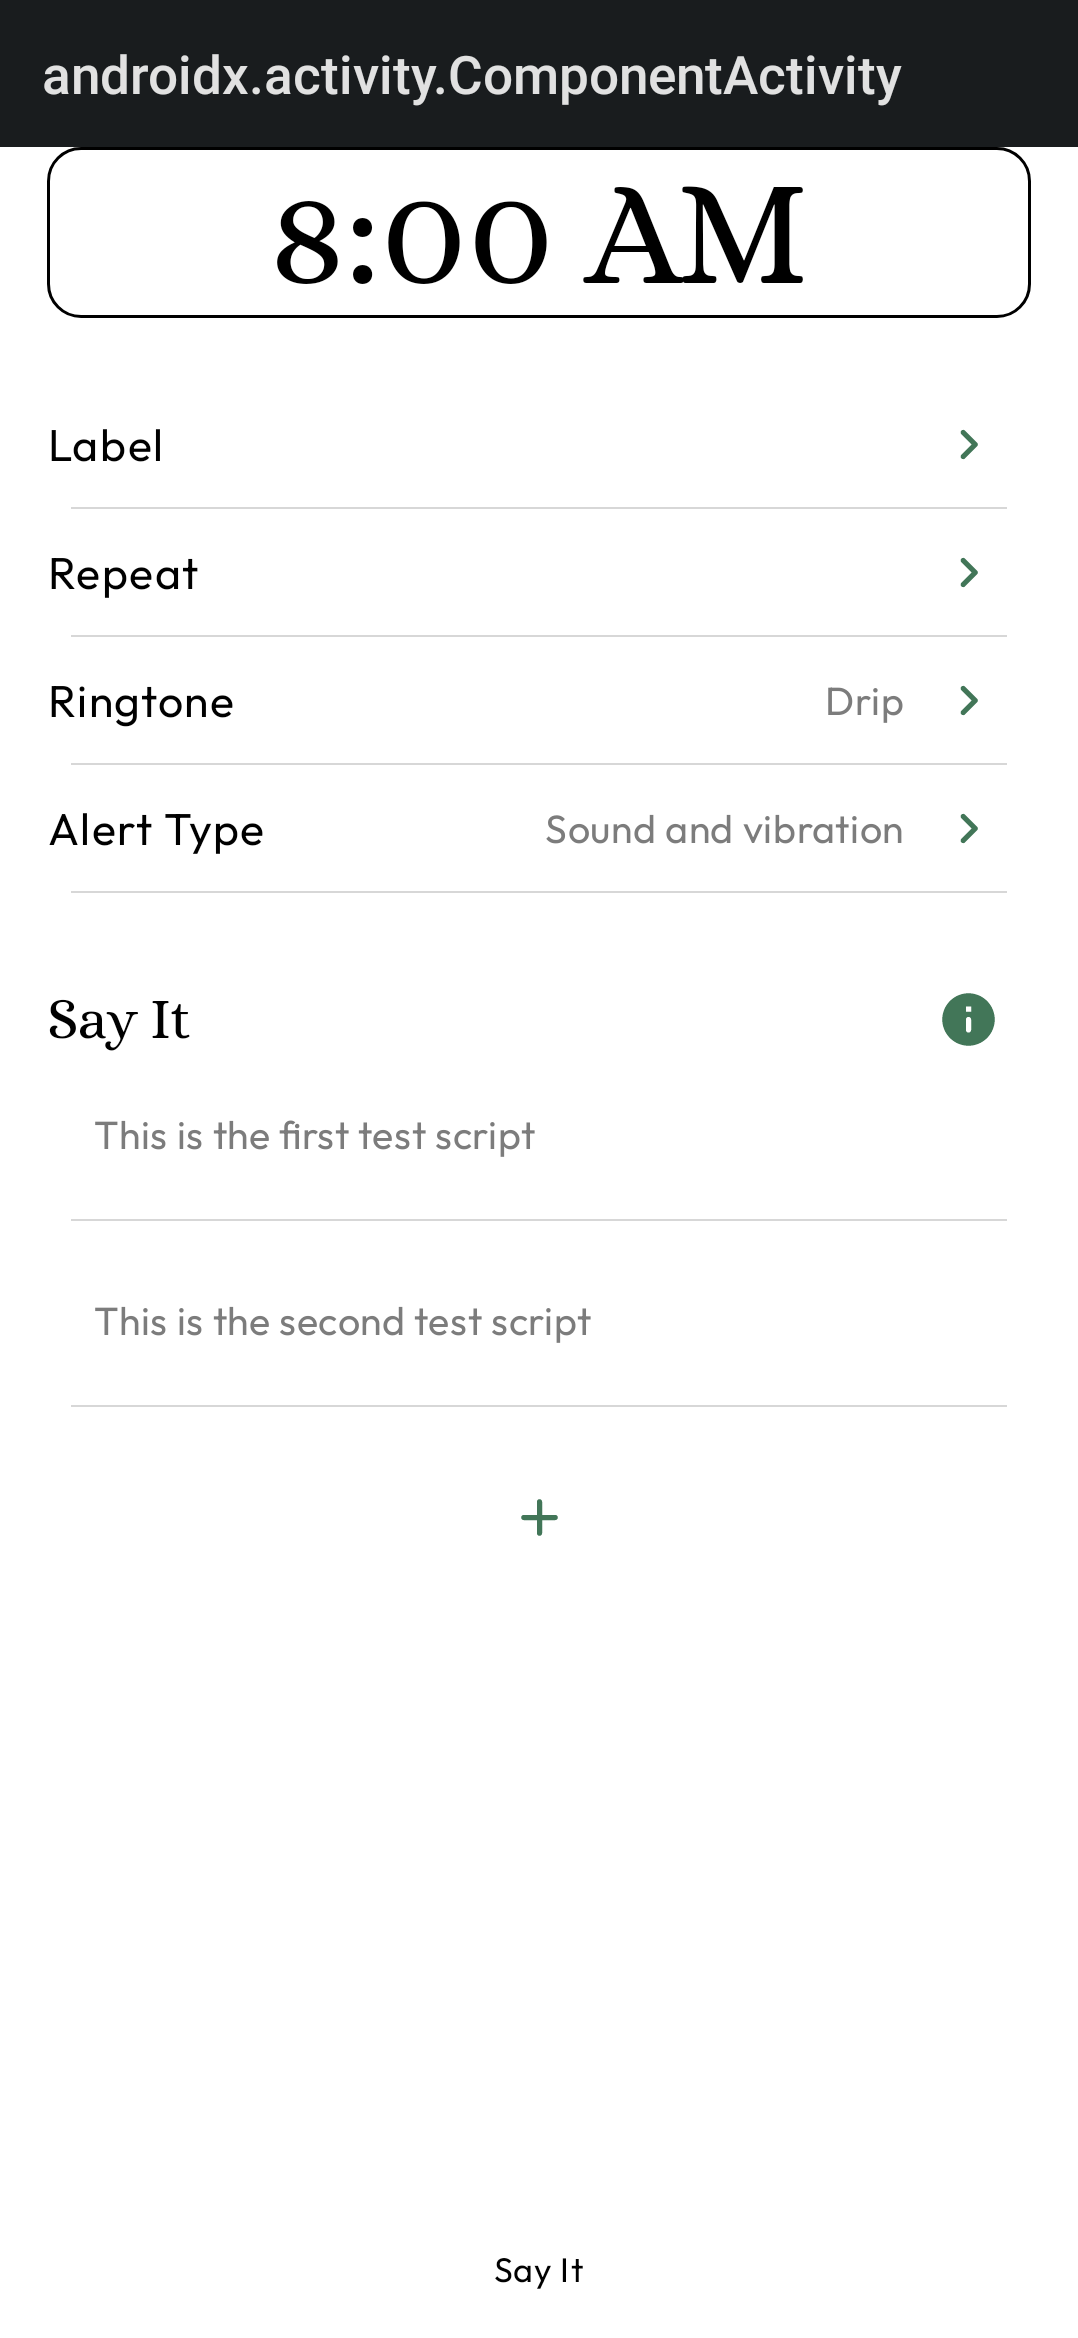 androidx.activity.ComponentActivity
8:00 AM
Label
Repeat
Ringtone Drip
Alert Type Sound and vibration
Say It
This is the first test script
This is the second test script
Say It